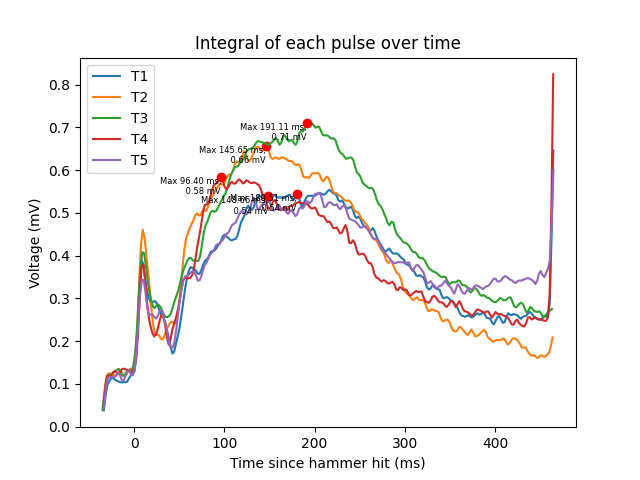 Integral of each pulse over time
T1
T2
T3
T4
T5
Max 191.11 ms,
0.71 mV
Max 145.65 ms,
0.66 mV
Max 96.40 ms,
0.58 mV
0.54 mV
0.54 mV
Voltage (mV)
0.8
0.7
0.6
0.5
0.4
0.3
0.2
0.1
0.0
0
100
200
300
400
Time since hammer hit (ms)